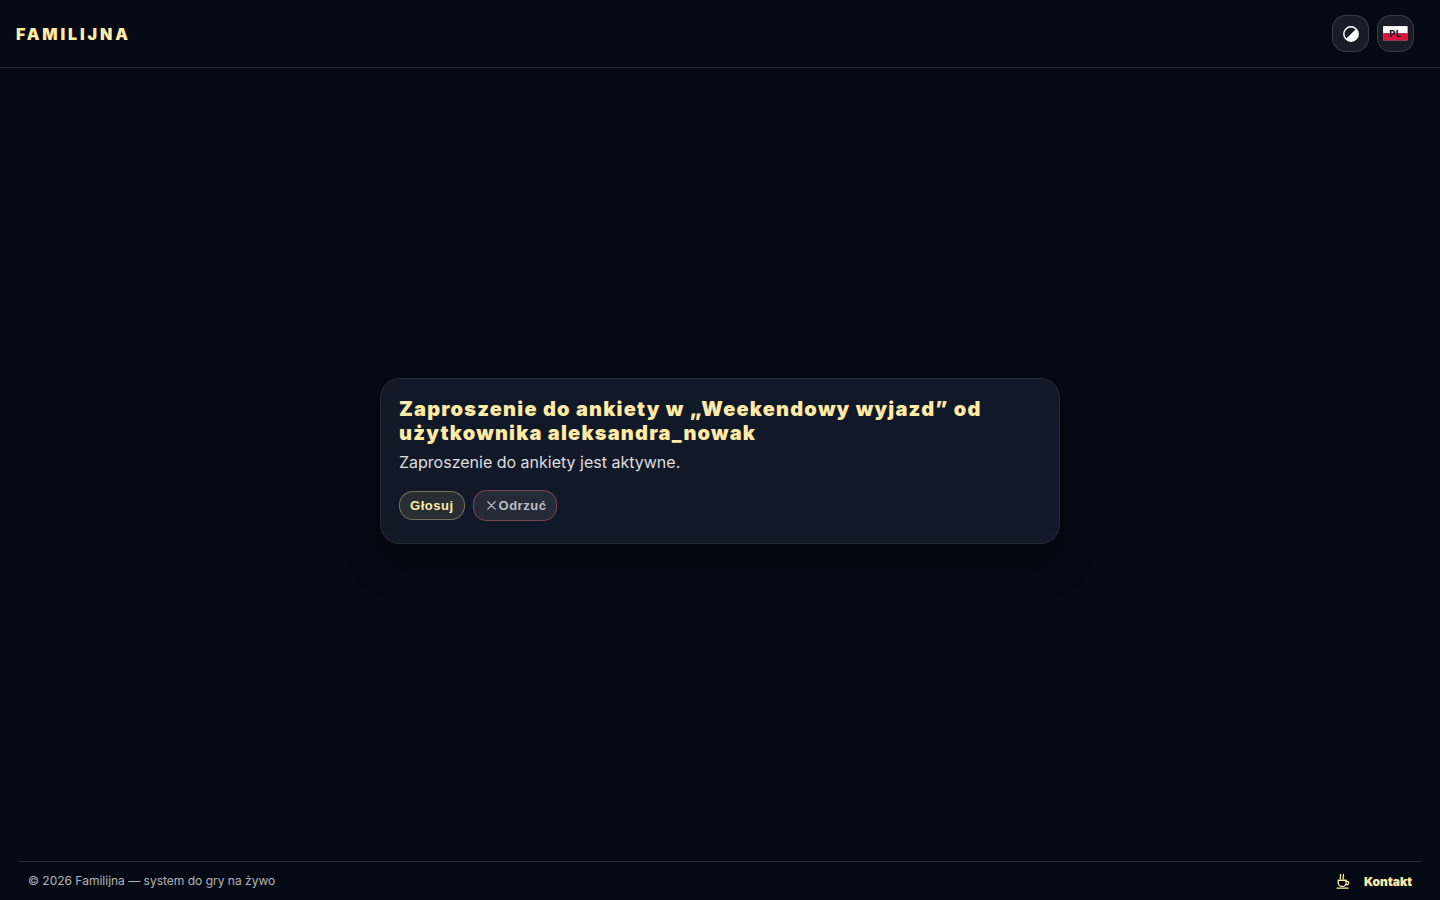 FAMILIJNA
PL
Zaproszenie do ankiety w „Weekendowy wyjazd” od
użytkownika aleksandra_nowak
Zaproszenie do ankiety jest aktywne.
Głosuj
Odrzuć
© 2026 Familijna — system do gry na żywo
Kontakt